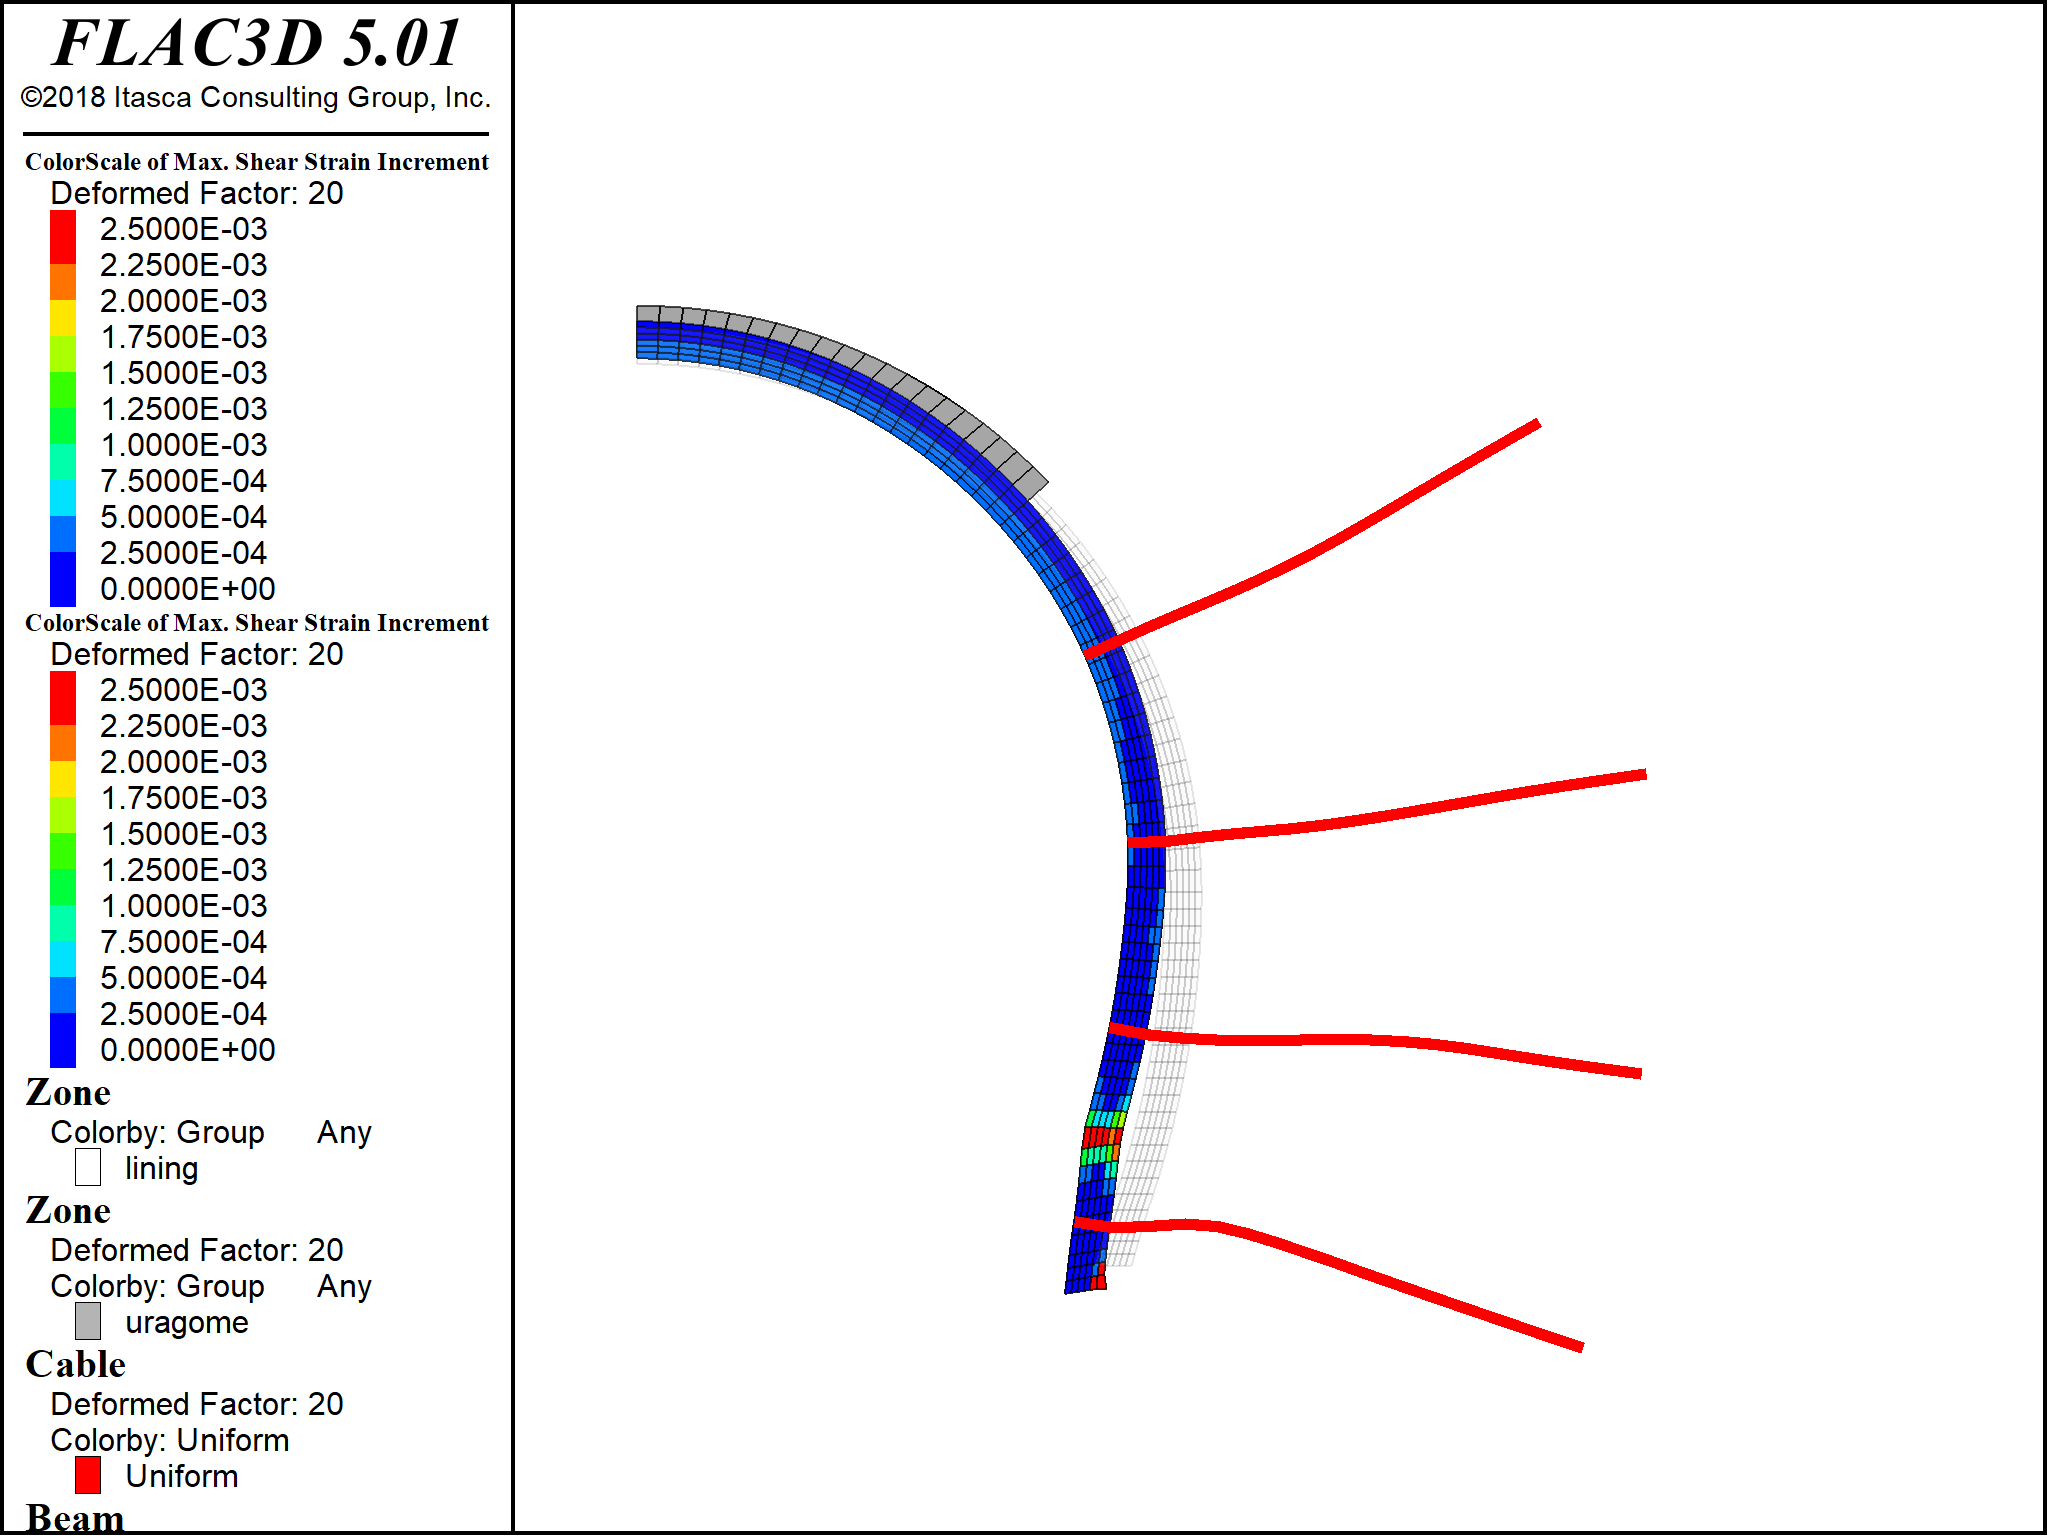 FLAC3D 5.01
©2018 Itasca Consulting Group, Inc.
ColorScale of Max. Shear Strain Increment
Deformed Factor: 20
2.5000E-03
2.2500E-03
2.0000E-03
1.7500E-03
1.5000E-03
1.2500E-03
1.0000E-03
7.5000E-04
5.0000E-04
2.5000E-04
0.0000E+00
ColorScale of Max. Shear Strain Increment
Deformed Factor: 20
2.5000E-03
2.2500E-03
2.0000E-03
1.7500E-03
1.5000E-03
1.2500E-03
1.0000E-03
7.5000E-04
5.0000E-04
2.5000E-04
0.0000E+00
Zone
Colorby: Group Any
lining
Zone
Deformed Factor: 20
Colorby: Group Any
uragome
Cable
Deformed Factor: 20
Colorby: Uniform
Uniform
Beam